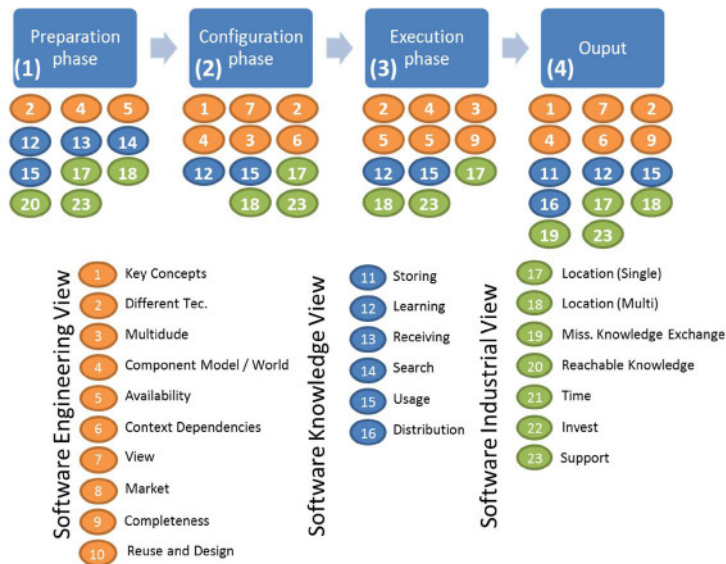 Preparation phase
(1)
Configuration phase
(2)
Execution phase
(3)
Ouput
(4)
2 4 5
12 13 14
15 17 18
20 23
1 7 2
4 3 6
12 15 17
18 23
2 4 3
5 5 9
12 15 17
18 23
1 7 2
4 6 9
11 12 15
16 17 18
19 23
Software Engineering View
1 Key Concepts
2 Different Tec.
3 Multidude
4 Component Model / World
5 Availability
6 Context Dependencies
7 View
8 Market
9 Completeness
10 Reuse and Design
Software Knowledge View
11 Storing
12 Learning
13 Receiving
14 Search
15 Usage
16 Distribution
Software Industrial View
17 Location (Single)
18 Location (Multi)
19 Miss. Knowledge Exchange
20 Reachable Knowledge
21 Time
22 Invest
23 Support